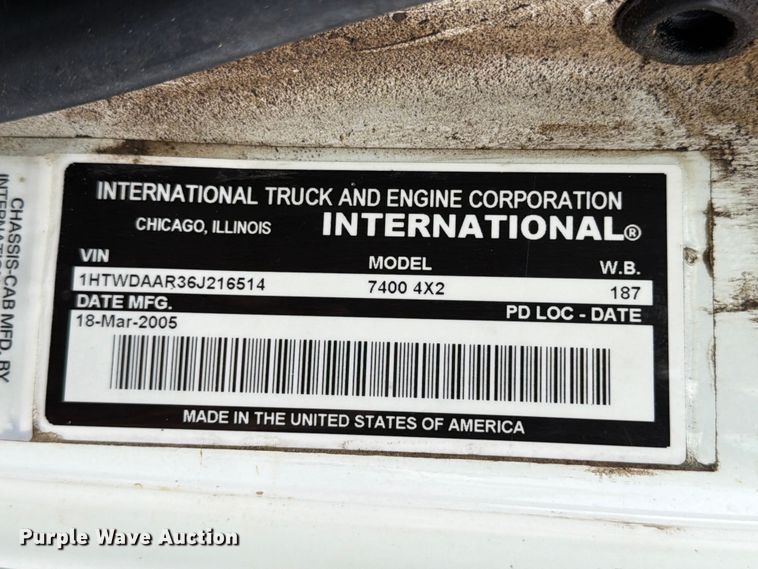 INTERNATIONAL TRUCK AND ENGINE CORPORATION
CHICAGO, ILLINOIS INTERNATIONAL®
VIN MODEL W.B.
1HTWDAAR36J216514 7400 4X2 187
DATE MFG. PD LOC - DATE
18-Mar-2005
MADE IN THE UNITED STATES OF AMERICA
CHASSIS-CAB MFD. BY
Purple Wave Auction